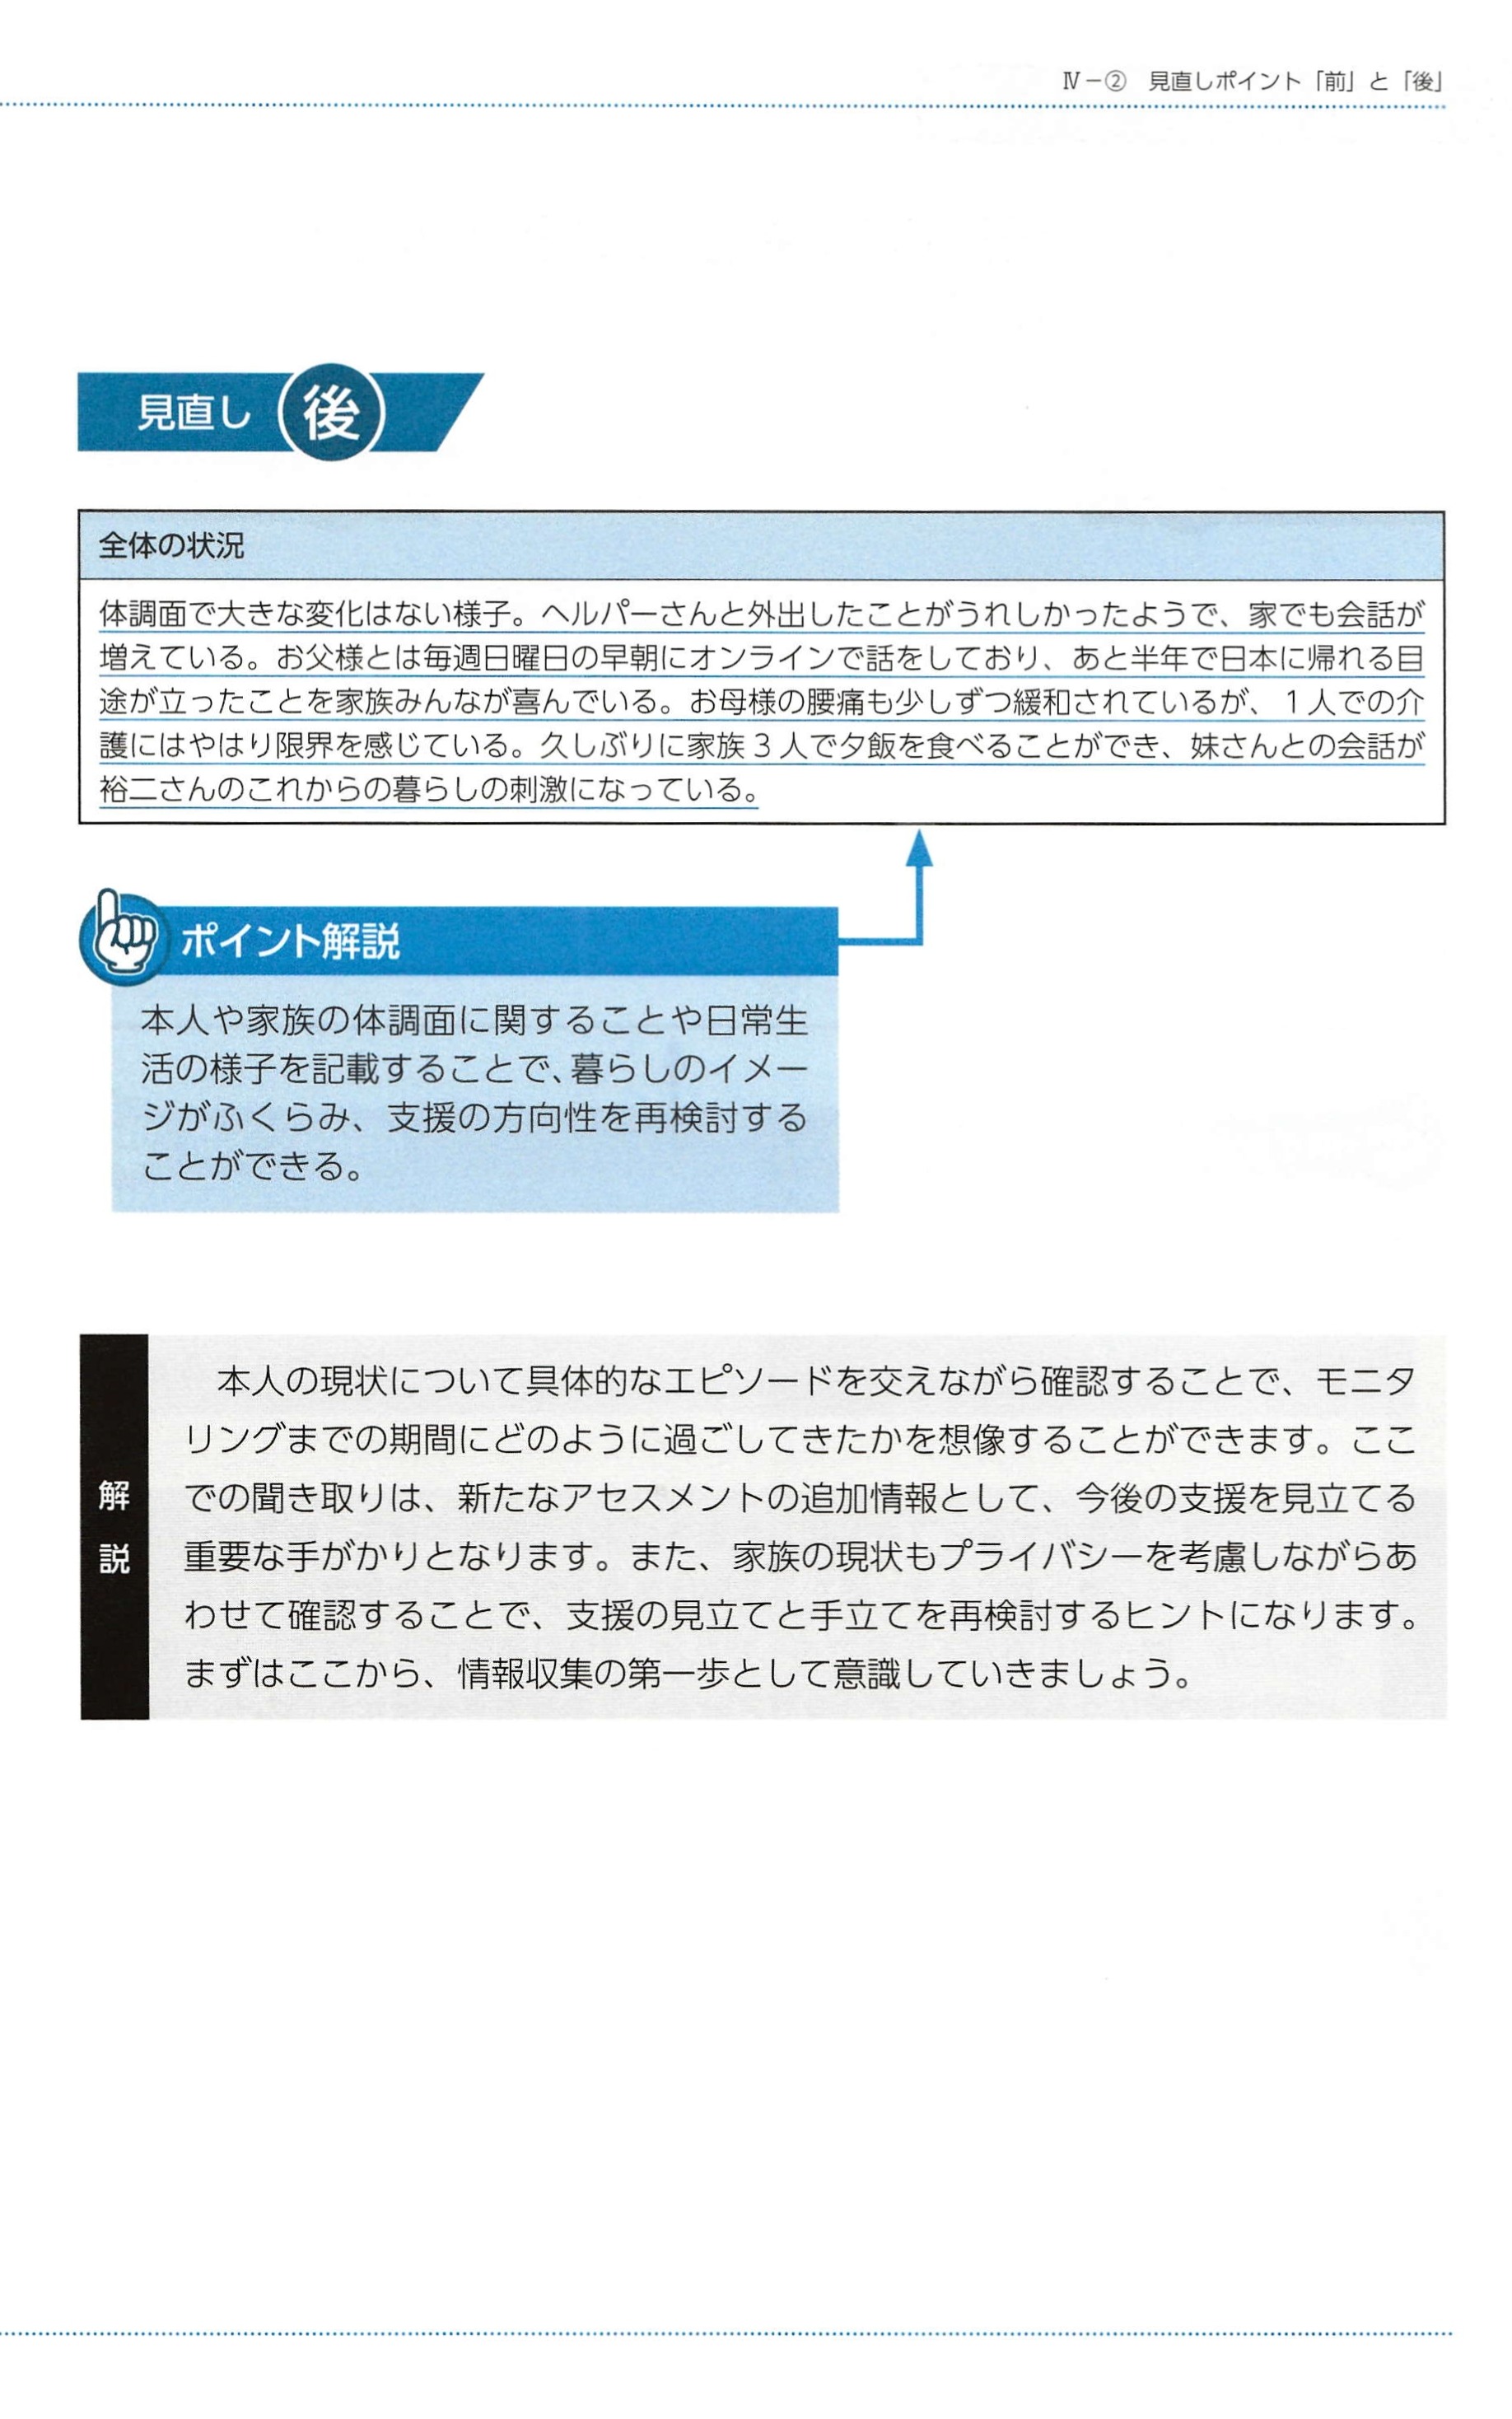 Ⅳ－② 見直しポイント「前」と「後」
見直し 後
全体の状況
体調面で大きな変化はない様子。ヘルパーさんと外出したことがうれしかったようで、家でも会話が
増えている。お父様とは毎週日曜日の早朝にオンラインで話をしており、あと半年で日本に帰れる目
途が立ったことを家族みんなが喜んでいる。お母様の腰痛も少しずつ緩和されているが、1人での介
護にはやはり限界を感じている。久しぶりに家族3人で夕飯を食べることができ、妹さんとの会話が
裕二さんのこれからの暮らしの刺激になっている。
ポイント解説
本人や家族の体調面に関することや日常生
活の様子を記載することで、暮らしのイメー
ジがふくらみ、支援の方向性を再検討する
ことができる。
解説
本人の現状について具体的なエピソードを交えながら確認することで、モニタ
リングまでの期間にどのように過ごしてきたかを想像することができます。ここ
での聞き取りは、新たなアセスメントの追加情報として、今後の支援を見立てる
重要な手がかりとなります。また、家族の現状もプライバシーを考慮しながらあ
わせて確認することで、支援の見立てと手立てを再検討するヒントになります。
まずはここから、情報収集の第一歩として意識していきましょう。